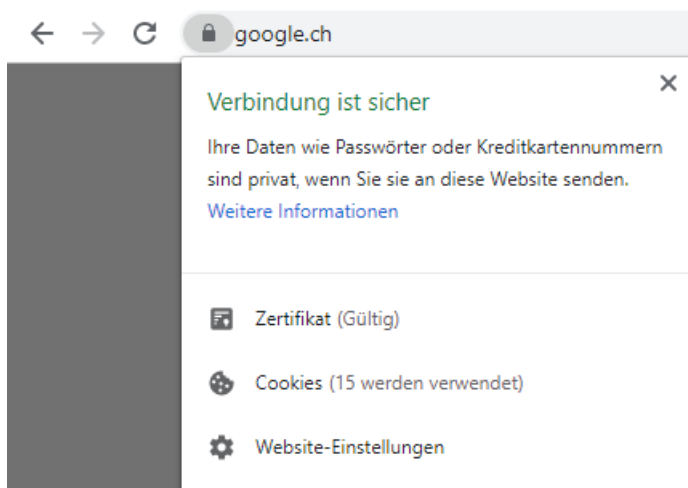 google.ch
Verbindung ist sicher
Ihre Daten wie Passwörter oder Kreditkartennummern
sind privat, wenn Sie sie an diese Website senden.
Weitere Informationen
Zertifikat (Gültig)
Cookies (15 werden verwendet)
Website-Einstellungen